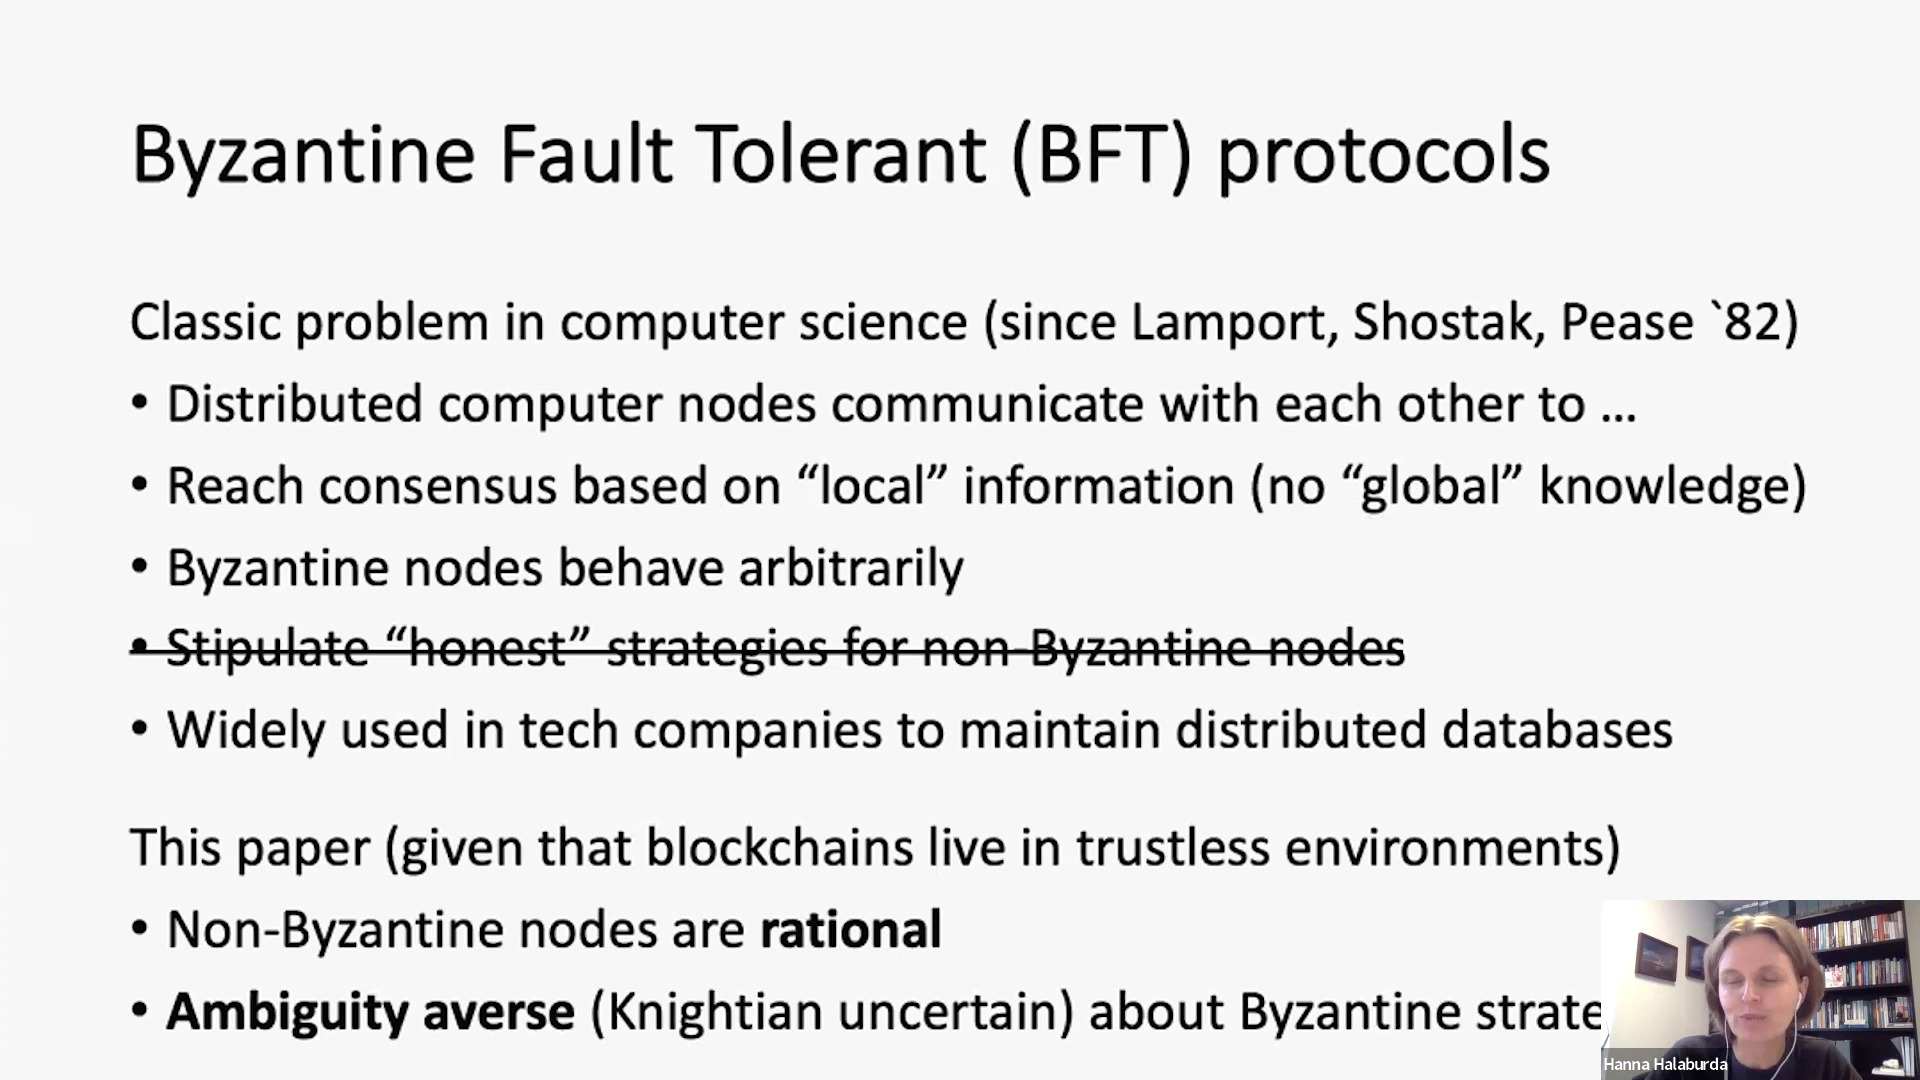 Byzantine Fault Tolerant (BFT) protocols
Classic problem in computer science (since Lamport, Shostak, Pease `82)
• Distributed computer nodes communicate with each other to ...
• Reach consensus based on “local” information (no “global” knowledge)
• Byzantine nodes behave arbitrarily
• Stipulate “honest” strategies for non-Byzantine nodes
• Widely used in tech companies to maintain distributed databases
This paper (given that blockchains live in trustless environments)
• Non-Byzantine nodes are rational
• Ambiguity averse (Knightian uncertain) about Byzantine strate
Hanna Halaburda